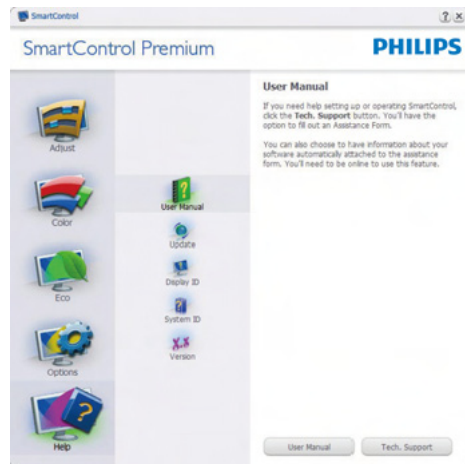 SmartControl
SmartControl Premium
PHILIPS
Adjust
Color
Eco
Options
Help
User Manual
Update
Display ID
System ID
X.X
Version
User Manual
If you need help setting up or operating SmartControl,
click the Tech. Support button. You'll have the
option to fill out an Assistance Form.
You can also choose to have information about your
software automatically attached to the assistance
form. You'll need to be online to use this feature.
User Manual
Tech. Support